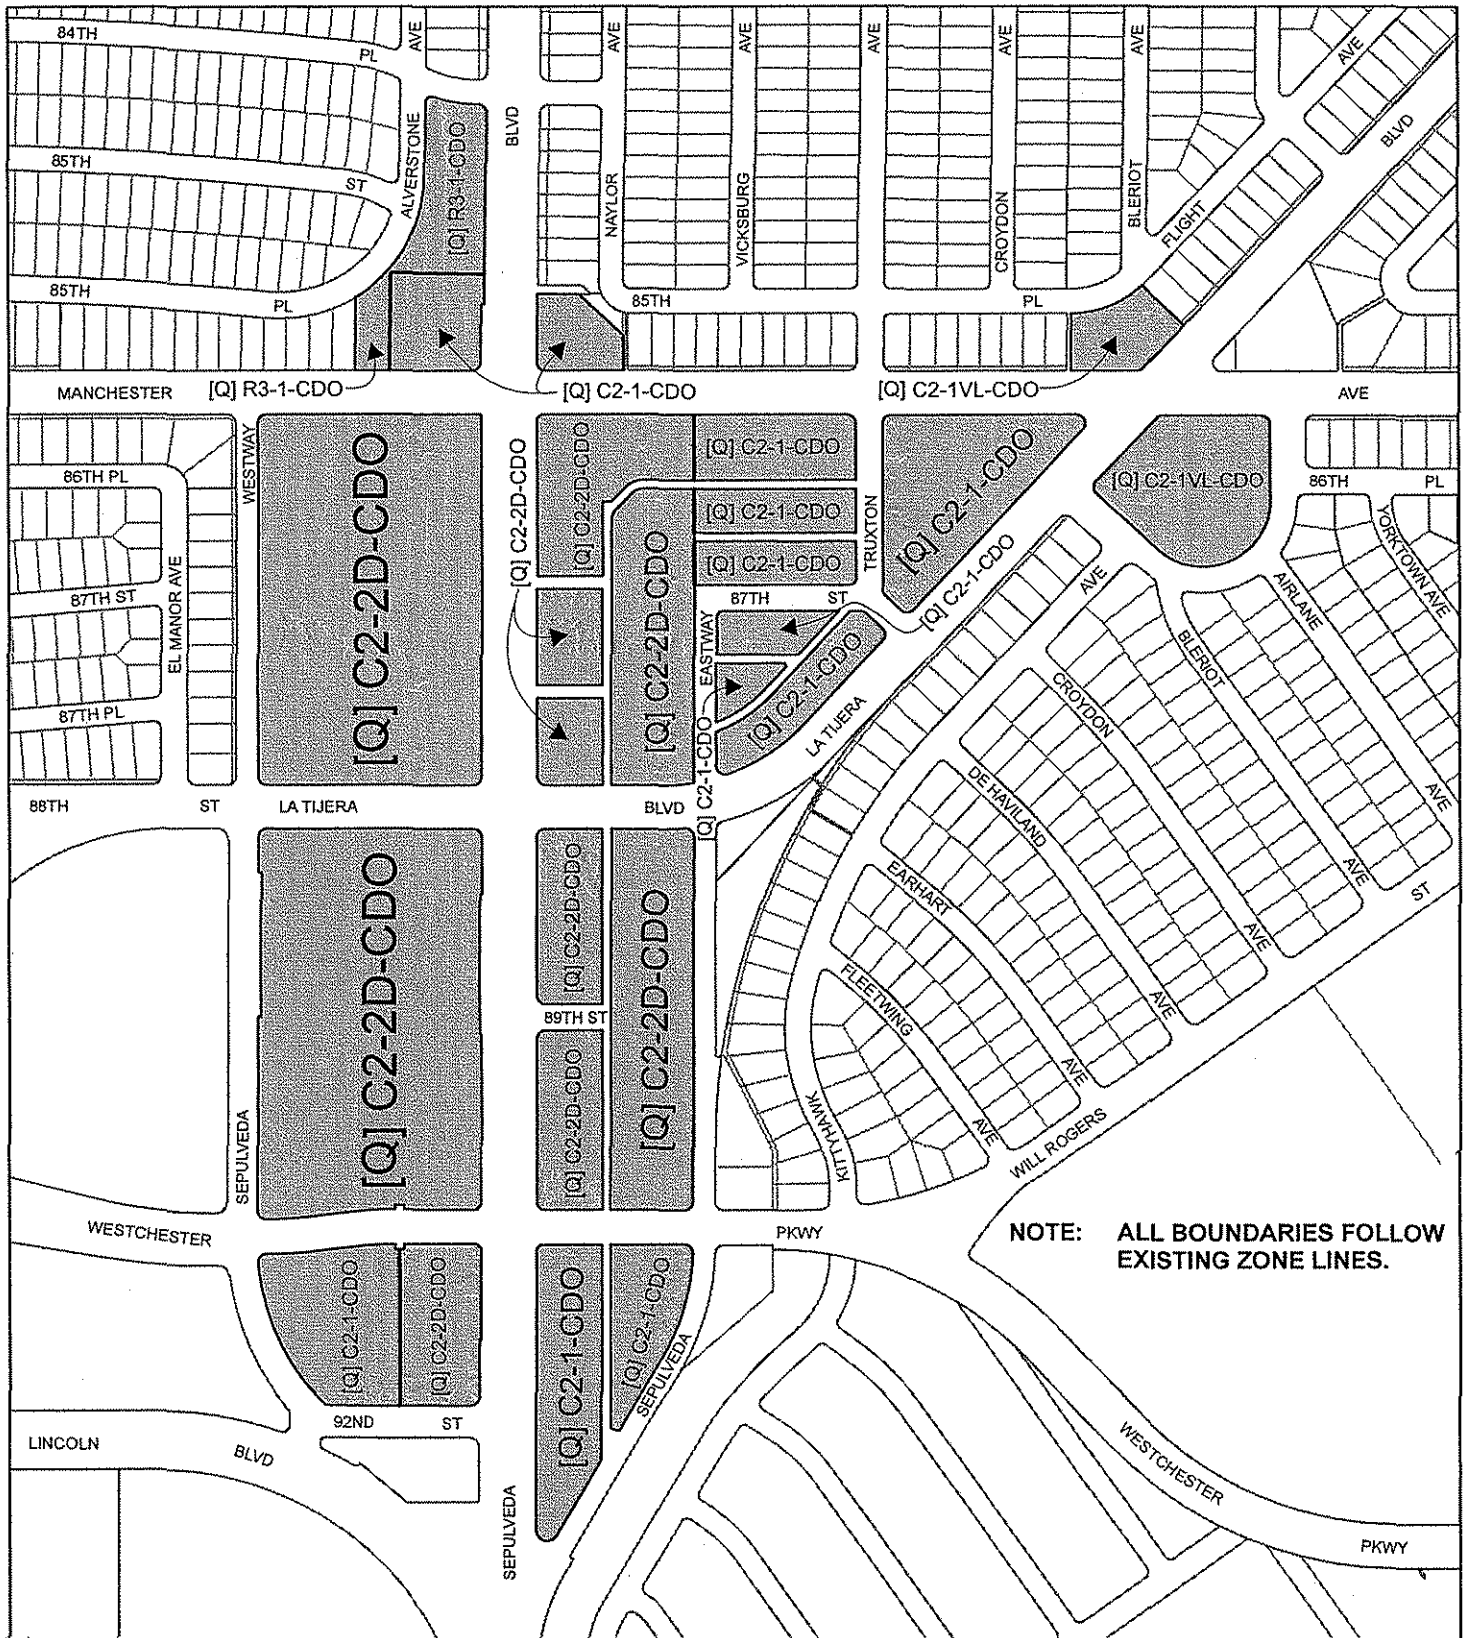 84TH
PL
AVE
AVE
AVE
AVE
AVE
AVE
AVE
AVE
BLVD
BLVD
85TH
ST
ALVERSTONE
[Q] R3-1-CDO
NAYLOR
VICKSBURG
CROYDON
BLERIOT
FLIGHT
85TH
PL
85TH
PL
MANCHESTER
[Q] R3-1-CDO
[Q] C2-1-CDO
[Q] C2-1VL-CDO
AVE
WESTWAY
86TH PL
87TH ST
EL MANOR AVE
87TH PL
[Q] C2-2D-CDO
[Q] C2-2D-CDO
[Q] C2-2D-CDO
[Q] C2-2D-CDO
[Q] C2-1-CDO
[Q] C2-1-CDO
[Q] C2-1-CDO
TRUXTON
[Q] C2-1-CDO
[Q] C2-1VL-CDO
86TH
PL
YORKTOWN AVE
87TH
ST
[Q] C2-1-CDO
EASTWAY
[Q] C2-1-CDO
[Q] C2-1-CDO
LA TIJERA
AVE
BLERIOT
AIRLANE
CROYDON
DE HAVILAND
EARHART
FLEETWING
KITTYHAWK
AVE
AVE
AVE
AVE
AVE
AVE
WILL ROGERS
ST
88TH
ST
LA TIJERA
BLVD
[Q] C2-2D-CDO
[Q] C2-2D-CDO
[Q] C2-2D-CDO
89TH ST
[Q] C2-2D-CDO
SEPULVEDA
WESTCHESTER
PKWY
NOTE: ALL BOUNDARIES FOLLOW
EXISTING ZONE LINES.
[Q] C2-1-CDO
[Q] C2-2D-CDO
[Q] C2-1-CDO
[Q] C2-1-CDO
SEPULVEDA
92ND
ST
LINCOLN
BLVD
SEPULVEDA
WESTCHESTER
PKWY